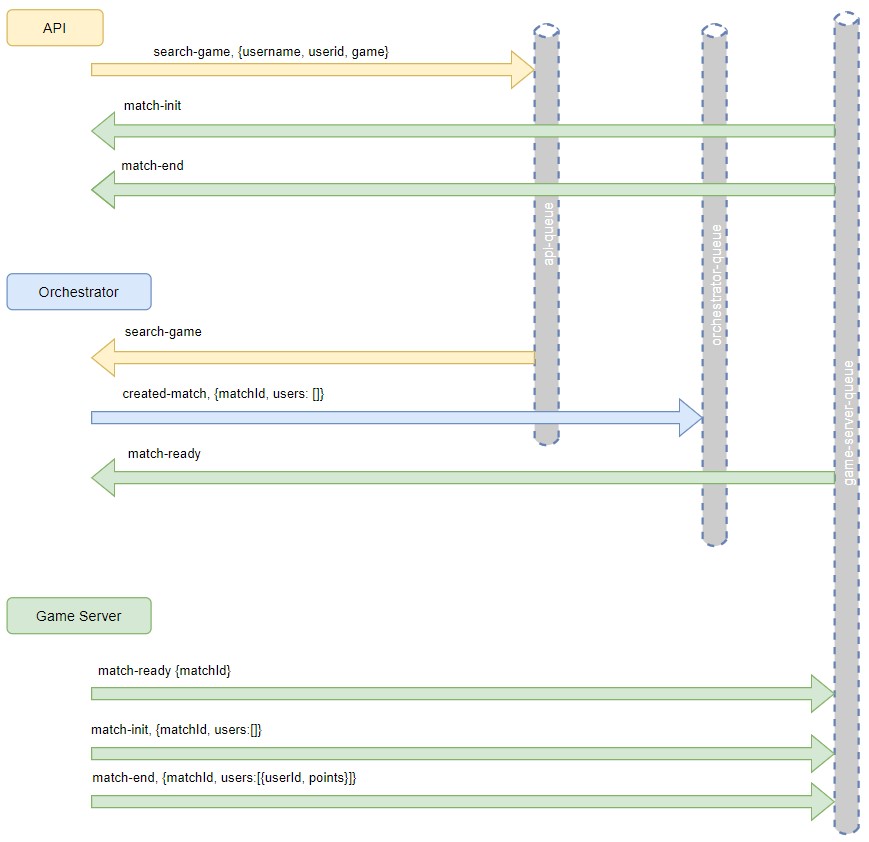 API
search-game, {username, userid, game}
match-init
match-end
api-queue
orchestrator-queue
Orchestrator
search-game
created-match, {matchId, users: []}
game-server-queue
match-ready
Game Server
match-ready {matchId}
match-init, {matchId, users:[]}
match-end, {matchId, users:[{userId, points}]}